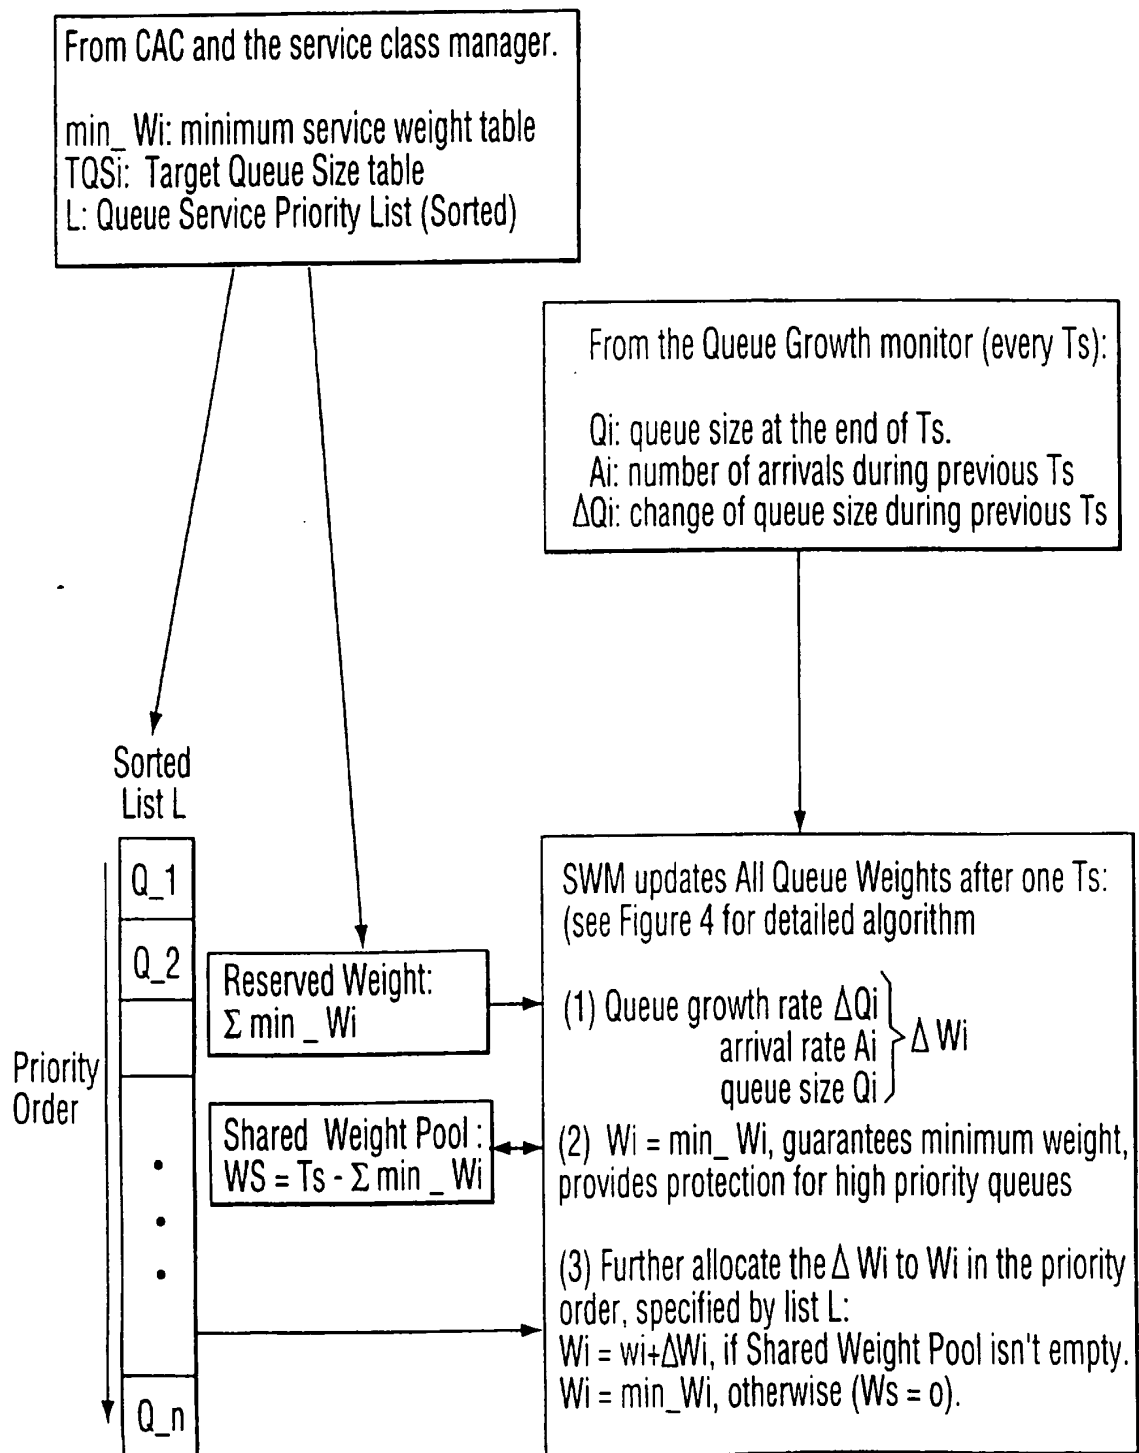 From CAC and the service class manager.
min_ Wi: minimum service weight table
TQSi: Target Queue Size table
L: Queue Service Priority List (Sorted)
From the Queue Growth monitor (every Ts):
Qi: queue size at the end of Ts.
Ai: number of arrivals during previous Ts
ΔQi: change of queue size during previous Ts
Sorted
List L
Q_1
Q_2
Q_n
Priority
Order
Reserved Weight:
Σ min _ Wi
Shared Weight Pool :
WS = Ts - Σ min _ Wi
SWM updates All Queue Weights after one Ts:
(see Figure 4 for detailed algorithm
(1) Queue growth rate ΔQi
arrival rate Ai
queue size Qi
Δ Wi
(2) Wi = min_ Wi, guarantees minimum weight,
provides protection for high priority queues
(3) Further allocate the Δ Wi to Wi in the priority
order, specified by list L:
Wi = wi+ΔWi, if Shared Weight Pool isn't empty.
Wi = min_Wi, otherwise (Ws = o).